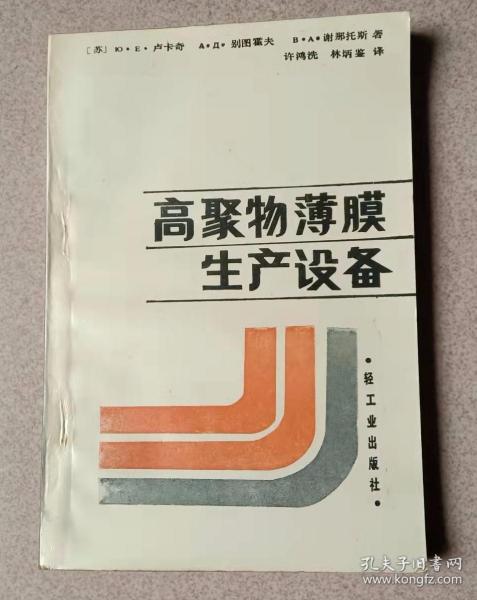 〔苏〕Ю·Е·卢卡奇 А·Д·别图霍夫 В·А·谢那托斯 著
许鸿洗 林炳鉴 译
高聚物薄膜
生产设备
·轻工业出版社·
孔夫子旧书网
www.kongfz.com